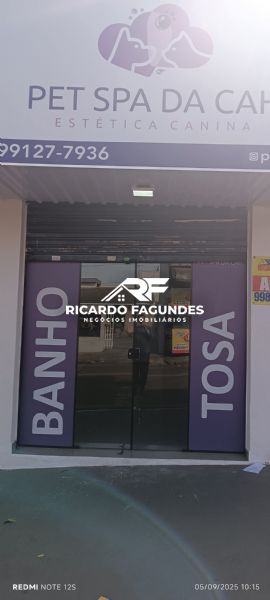 PET SPA DA CAH
ESTÉTICA CANINA
99127-7936
RF
RICARDO FAGUNDES
NEGÓCIOS IMOBILIÁRIOS
BANHO
TOSA
REDMI NOTE 12S
05/09/2025 10:15